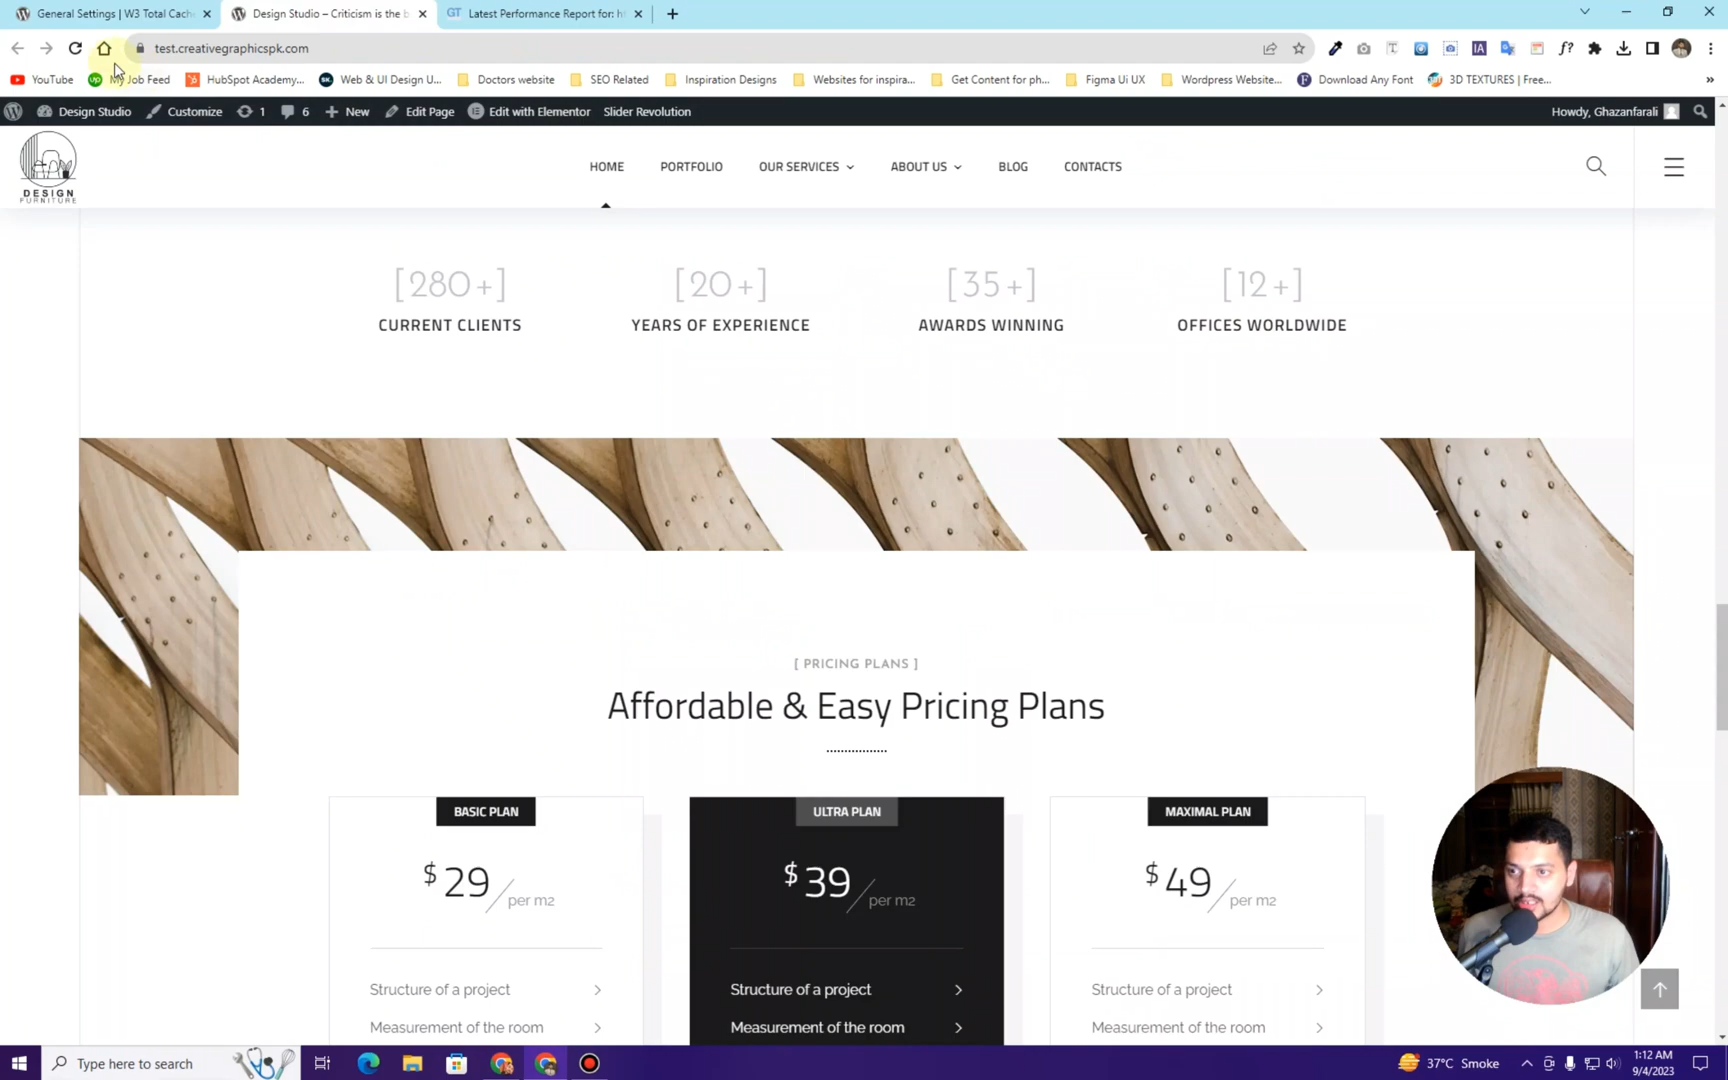 General Settings | W3 Total Cach
Design Studio – Criticism is the b
GT Latest Performance Report for: h
test.creativegraphicspk.com
YouTube
My Job Feed
HubSpot Academy...
Web & UI Design U...
Doctors website
SEO Related
Inspiration Designs
Websites for inspira...
Get Content for ph...
Figma Ui UX
Wordpress Website...
Download Any Font
3D TEXTURES | Free...
Design Studio
Customize
1
6
New
Edit Page
Edit with Elementor
Slider Revolution
Howdy, Ghazanfarali
DESIGN
FURNITURE
HOME
PORTFOLIO
OUR SERVICES
ABOUT US
BLOG
CONTACTS
[280+]
[20+]
[35+]
[12+]
CURRENT CLIENTS
YEARS OF EXPERIENCE
AWARDS WINNING
OFFICES WORLDWIDE
[ PRICING PLANS ]
Affordable & Easy Pricing Plans
BASIC PLAN
ULTRA PLAN
MAXIMAL PLAN
$29/per m2
$39/per m2
$49/per m2
Structure of a project
Structure of a project
Structure of a project
Measurement of the room
Measurement of the room
Measurement of the room
Type here to search
37°C Smoke
1:12 AM
9/4/2023